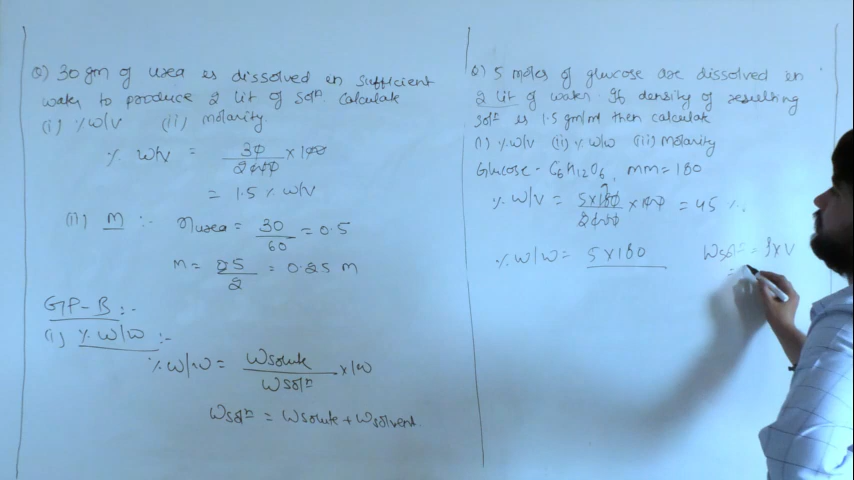 Q) 30 gm of urea is dissolved in sufficient
water to produce 2 lit of solⁿ. Calculate
(i) % w/v (ii) molarity.
% w/v = 30/2000 × 100
= 1.5 % w/v
(ii) M :- ηurea = 30/60 = 0.5
M = 0.5/2 = 0.25 M
GP-B :-
(i) % w/w :-
% w/w = Wsolute/Wsolⁿ × 100
Wsolⁿ = Wsolute + Wsolvent
Q) 5 moles of glucose are dissolved in
2 lit of water. If density of resulting
solⁿ is 1.5 gm/ml then calculate
(i) % w/v (ii) % w/w (iii) Molarity
Glucose - C6H12O6, mm = 180
% w/v = 5×180/2000 × 100 = 45 %.
% w/w = 5×180 Wsolⁿ = ρ×V
=